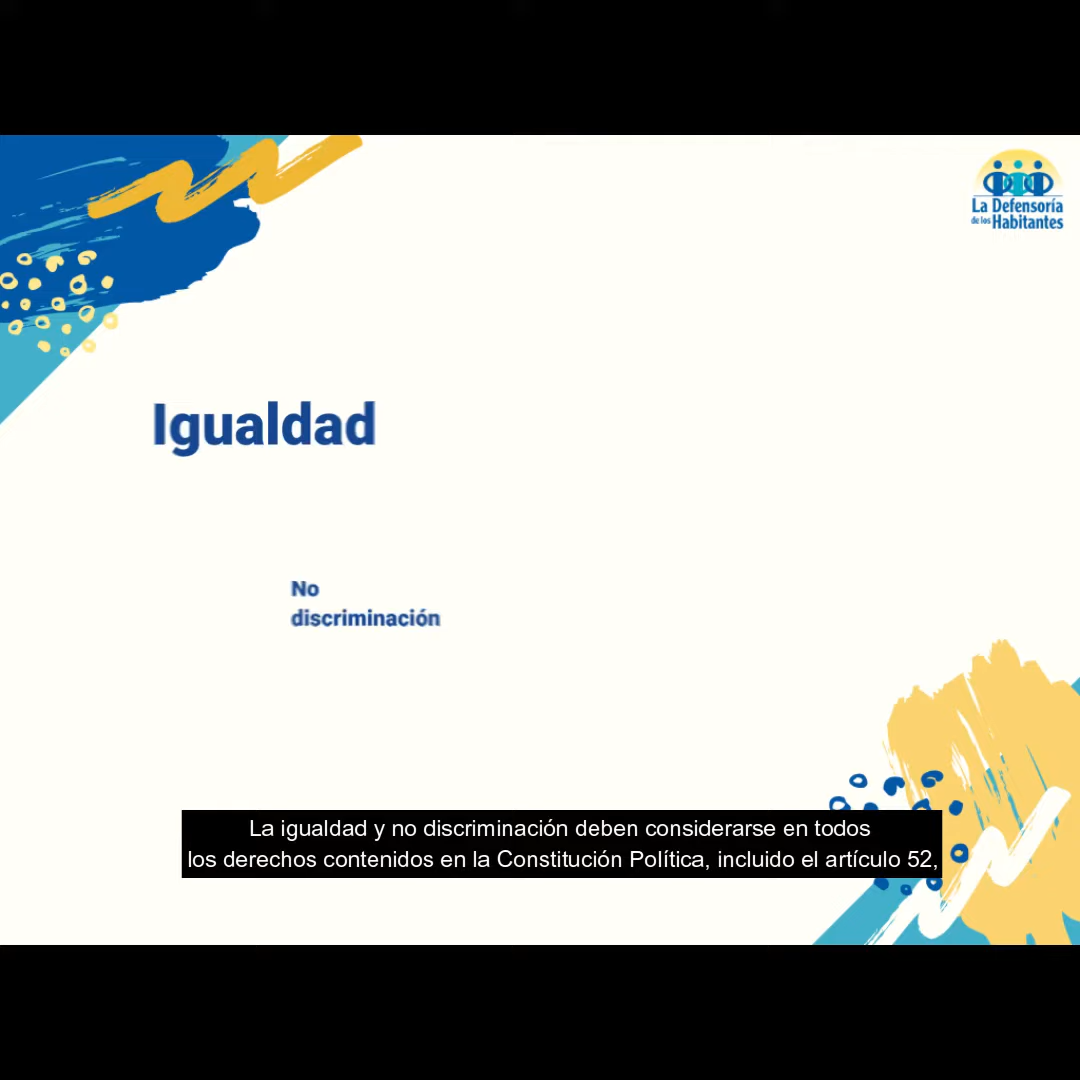 La Defensoría
de los Habitantes
Igualdad
No
discriminación
La igualdad y no discriminación deben considerarse en todos
los derechos contenidos en la Constitución Política, incluido el artículo 52,